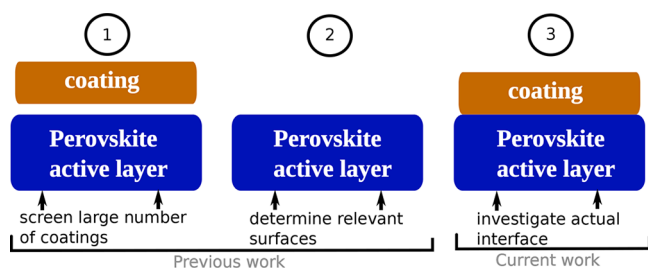 1
2
3
coating
coating
Perovskite
active layer
Perovskite
active layer
Perovskite
active layer
screen large number
of coatings
determine relevant
surfaces
investigate actual
interface
Previous work
Current work